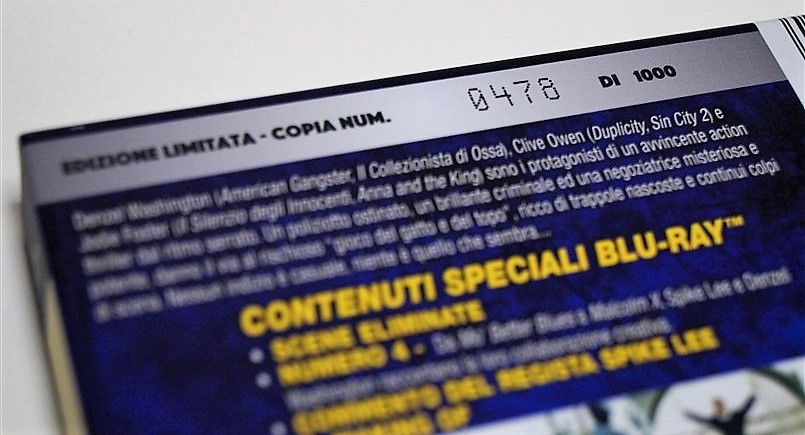 EDIZIONE LIMITATA - COPIA NUM. 0478 DI 1000
Denzel Washington (American Gangster, Il Collezionista di Ossa), Clive Owen (Duplicity, Sin City 2) e
Jodie Foster (Il Silenzio degli Innocenti, Anna and the King) sono i protagonisti di un avvincente action
thriller dal ritmo serrato. Un poliziotto ostinato, un brillante criminale ed una negoziatrice misteriosa e
potente, danno il via al rischioso "gioco del gatto e del topo", ricco di trappole nascoste e continui colpi
di scena. Nessun indizio è casuale, niente è quello che sembra...
CONTENUTI SPECIALI BLU-RAY™
• SCENE ELIMINATE
• NUMERO 4 - Da Mo' Better Blues a Malcolm X, Spike Lee e Denzel
• COMMENTO DEL REGISTA SPIKE LEE
• MAKING OF